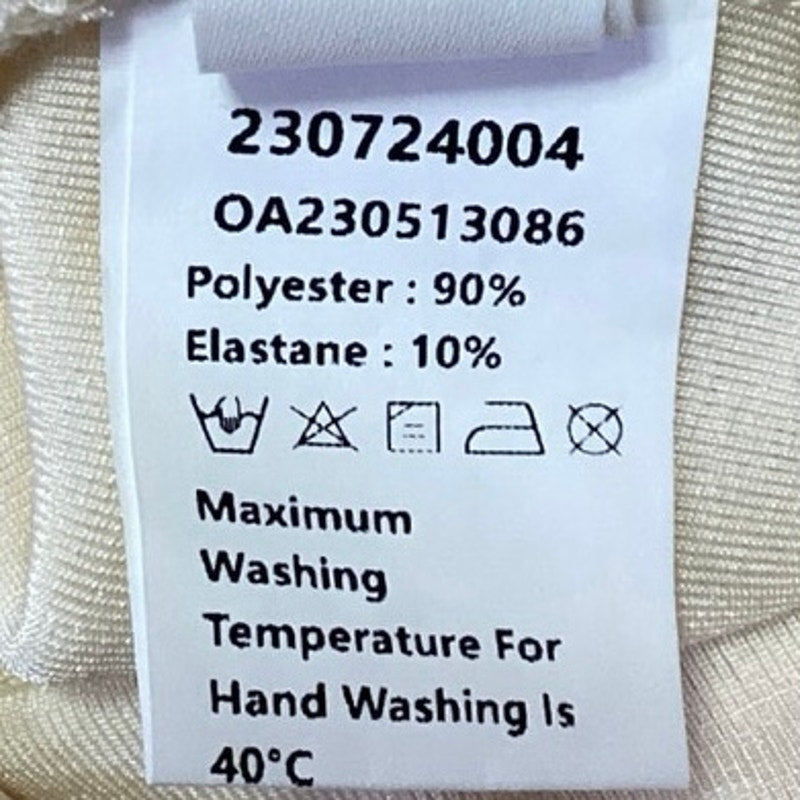 230724004
OA230513086
Polyester : 90%
Elastane : 10%
Maximum
Washing
Temperature For
Hand Washing Is
40°C